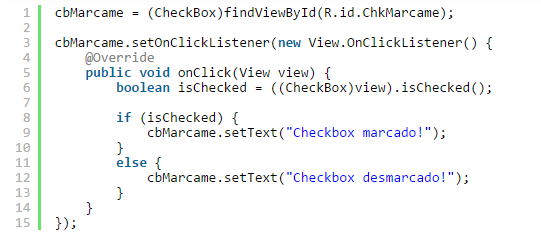 1 cbMarcame = (CheckBox)findViewById(R.id.ChkMarcame);
2
3 cbMarcame.setOnClickListener(new View.OnClickListener() {
4     @Override
5     public void onClick(View view) {
6         boolean isChecked = ((CheckBox)view).isChecked();
7
8         if (isChecked) {
9             cbMarcame.setText("Checkbox marcado!");
10         }
11         else {
12             cbMarcame.setText("Checkbox desmarcado!");
13         }
14     }
15 });